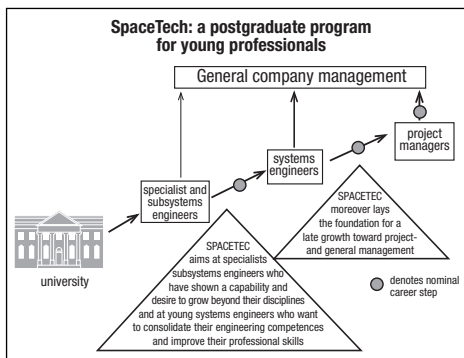 SpaceTech: a postgraduate program
for young professionals
General company management
project
managers
systems
engineers
specialist and
subsystems
engineers
university
SPACETEC
moreover lays
the foundation for a
late growth toward project-
and general management
SPACETEC
aims at specialists
subsystems engineers who
have shown a capability and
desire to grow beyond their disciplines
and at young systems engineers who want
to consolidate their engineering competences
and improve their professional skills
denotes nominal
career step